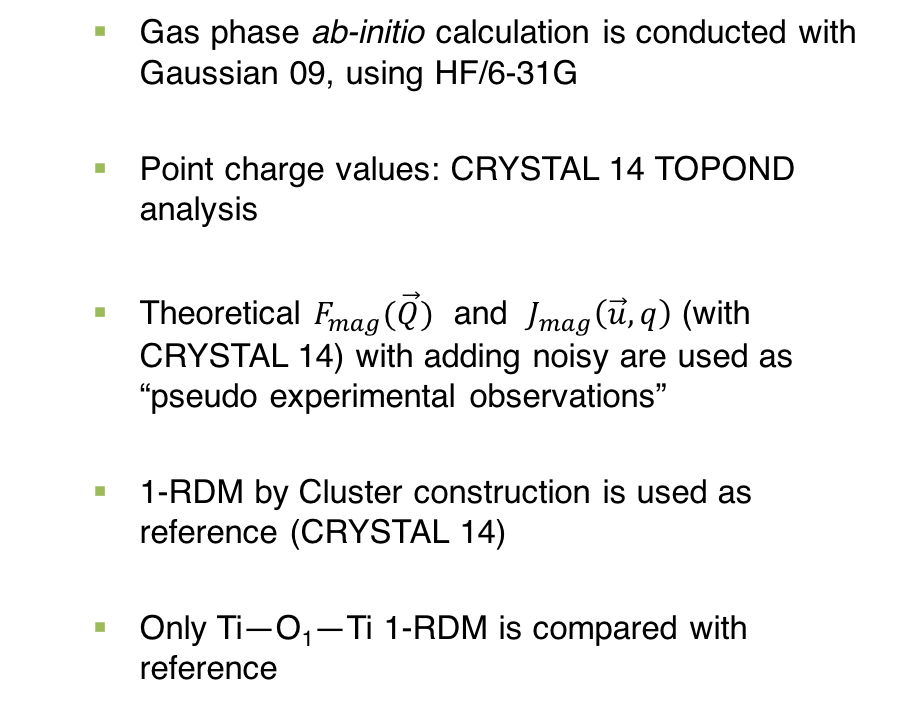 ▪ Gas phase ab-initio calculation is conducted with
Gaussian 09, using HF/6-31G
▪ Point charge values: CRYSTAL 14 TOPOND
analysis
▪ Theoretical F_{mag}(\vec{Q}) and J_{mag}(\vec{u}, q) (with
CRYSTAL 14) with adding noisy are used as
“pseudo experimental observations”
▪ 1-RDM by Cluster construction is used as
reference (CRYSTAL 14)
▪ Only Ti—O₁—Ti 1-RDM is compared with
reference